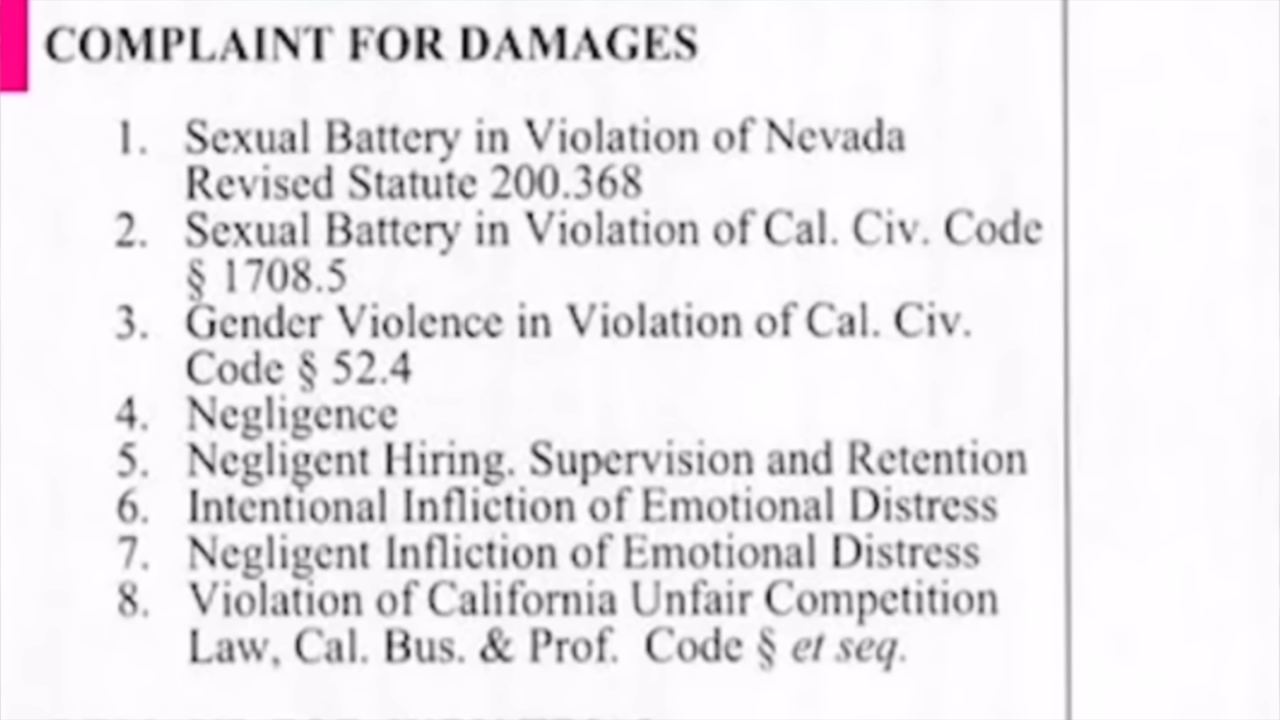 COMPLAINT FOR DAMAGES
1. Sexual Battery in Violation of Nevada
Revised Statute 200.368
2. Sexual Battery in Violation of Cal. Civ. Code
§ 1708.5
3. Gender Violence in Violation of Cal. Civ.
Code § 52.4
4. Negligence
5. Negligent Hiring. Supervision and Retention
6. Intentional Infliction of Emotional Distress
7. Negligent Infliction of Emotional Distress
8. Violation of California Unfair Competition
Law, Cal. Bus. & Prof. Code § et seq.